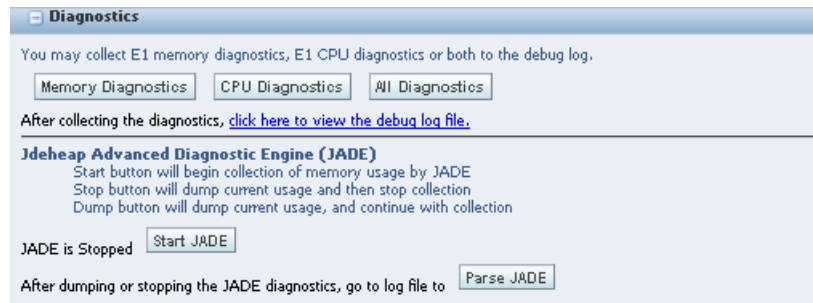 Diagnostics
You may collect E1 memory diagnostics, E1 CPU diagnostics or both to the debug log.
Memory Diagnostics CPU Diagnostics All Diagnostics
After collecting the diagnostics, click here to view the debug log file.
Jdeheap Advanced Diagnostic Engine (JADE)
Start button will begin collection of memory usage by JADE
Stop button will dump current usage and then stop collection
Dump button will dump current usage, and continue with collection
JADE is Stopped Start JADE
After dumping or stopping the JADE diagnostics, go to log file to Parse JADE